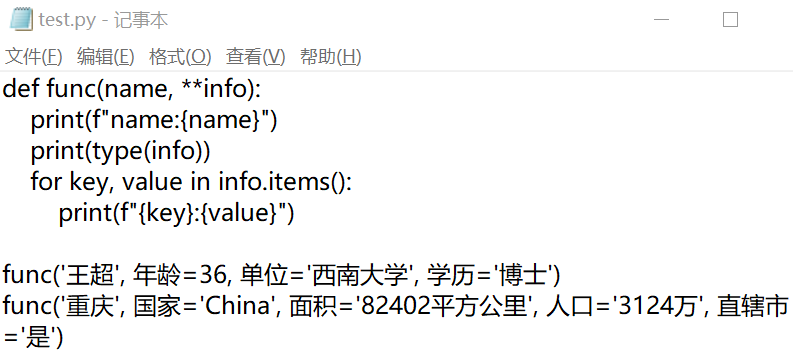 test.py - 记事本
文件(F) 编辑(E) 格式(O) 查看(V) 帮助(H)
def func(name, **info):
    print(f"name:{name}")
    print(type(info))
    for key, value in info.items():
        print(f"{key}:{value}")

func('王超', 年龄=36, 单位='西南大学', 学历='博士')
func('重庆', 国家='China', 面积='82402平方公里', 人口='3124万', 直辖市
='是')